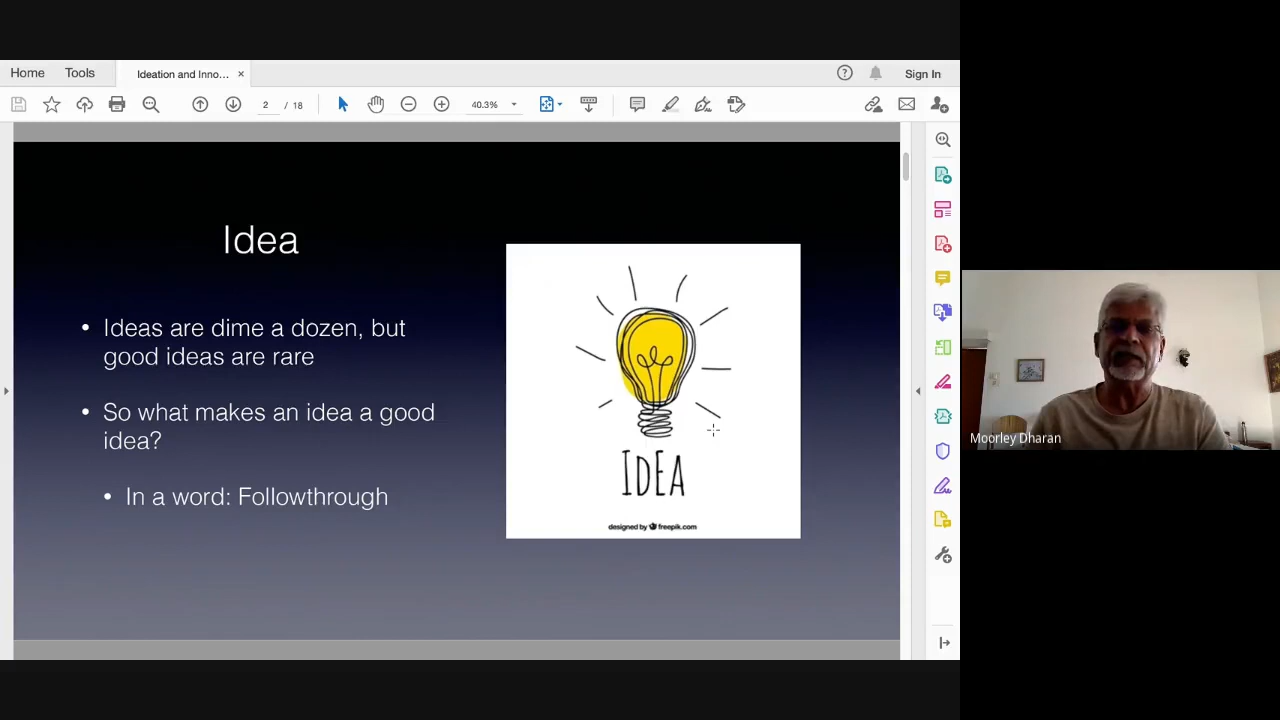 Home Tools Ideation and Inno... × Sign In
2 / 18 40.3%
Idea
• Ideas are dime a dozen, but
good ideas are rare
• So what makes an idea a good
idea?
• In a word: Followthrough
IDEA
designed by freepik.com
Moorley Dharan